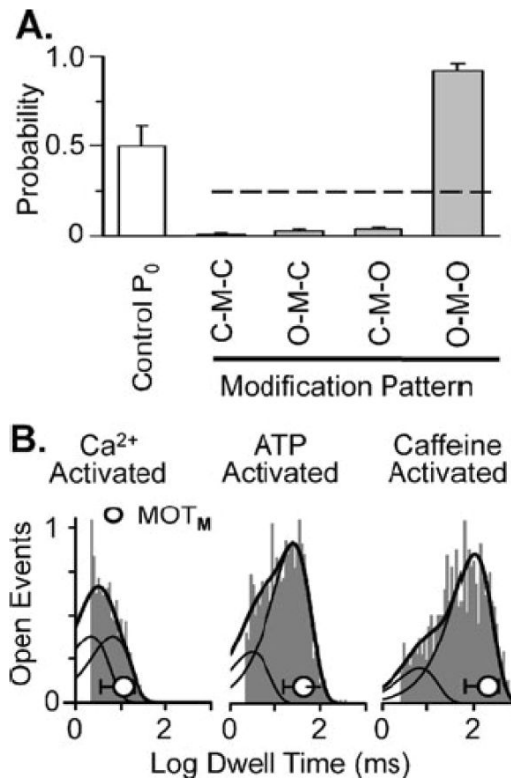 A.
Probability
1.0
0.5
0
Control P₀
C-M-C
O-M-C
C-M-O
O-M-O
Modification Pattern
B.
Ca²⁺ Activated
ATP Activated
Caffeine Activated
MOT_M
Open Events
1
0
0 2
0 2
0 2
Log Dwell Time (ms)